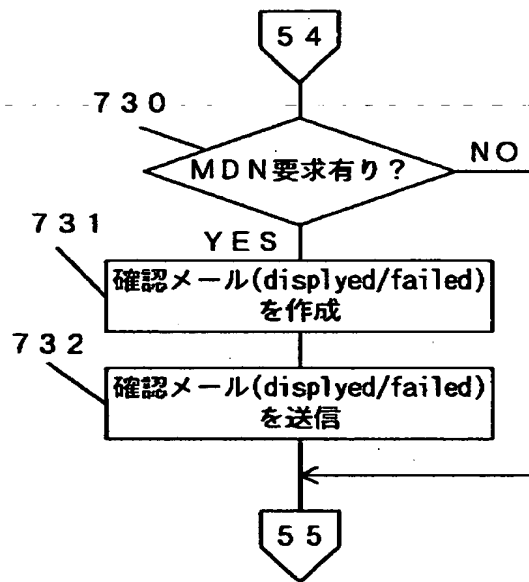 54
730
MDN要求有り?
NO
YES
731
確認メール(displyed/failed)
を作成
732
確認メール(displyed/failed)
を送信
55